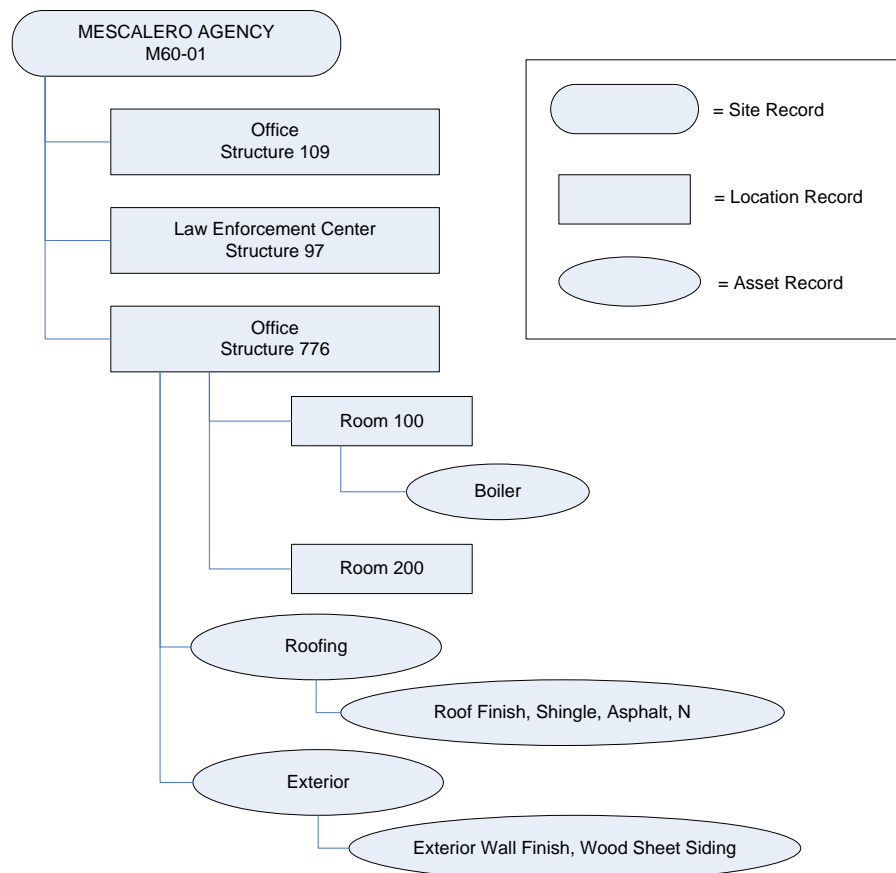 MESCALERO AGENCY
M60-01
Office
Structure 109
Law Enforcement Center
Structure 97
Office
Structure 776
Room 100
Boiler
Room 200
Roofing
Roof Finish, Shingle, Asphalt, N
Exterior
Exterior Wall Finish, Wood Sheet Siding
= Site Record
= Location Record
= Asset Record